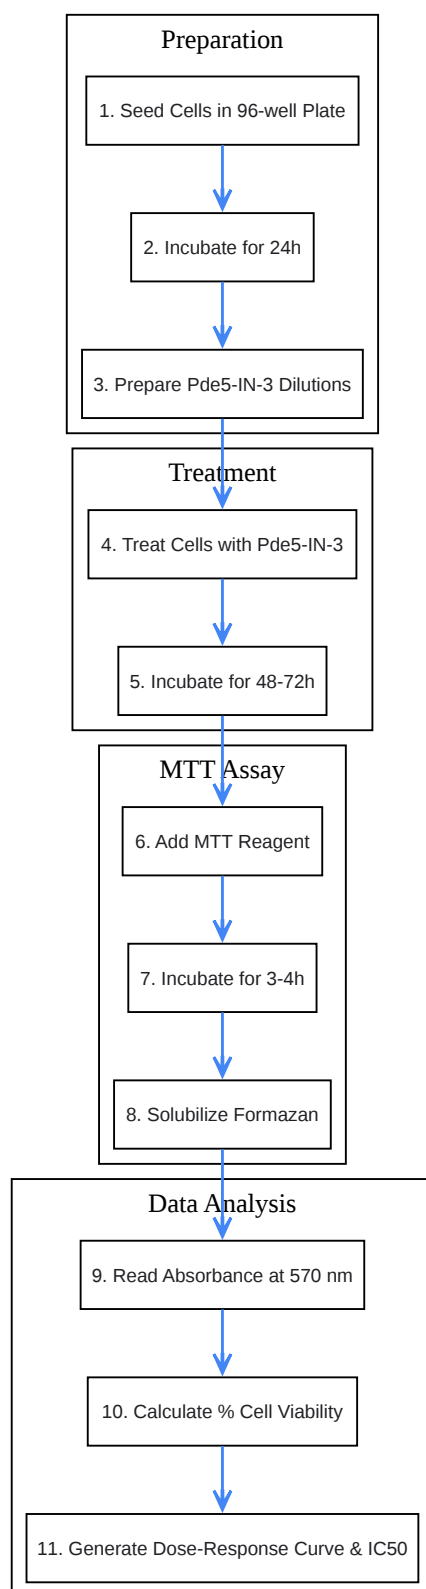 Preparation
1. Seed Cells in 96-well Plate
2. Incubate for 24h
3. Prepare Pde5-IN-3 Dilutions
Treatment
4. Treat Cells with Pde5-IN-3
5. Incubate for 48-72h
MTT Assay
6. Add MTT Reagent
7. Incubate for 3-4h
8. Solubilize Formazan
Data Analysis
9. Read Absorbance at 570 nm
10. Calculate % Cell Viability
11. Generate Dose-Response Curve & IC50